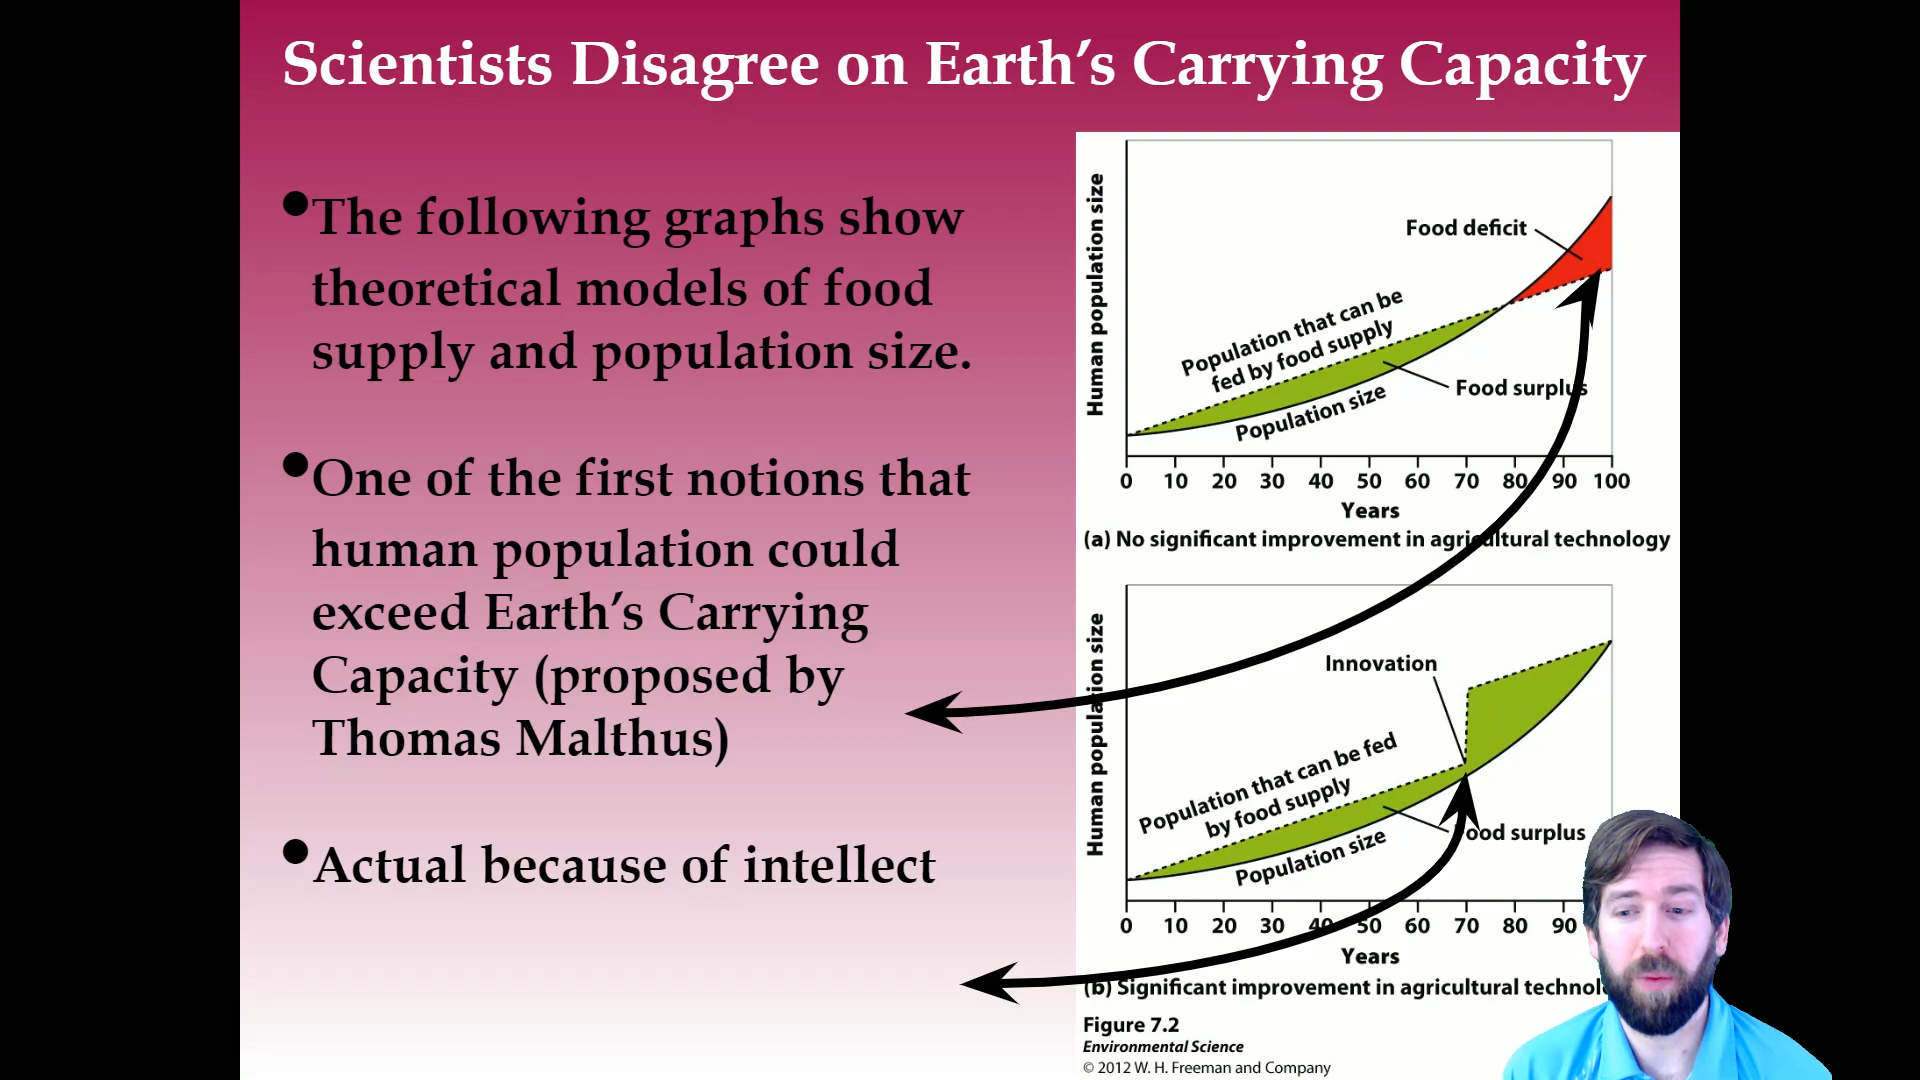 Scientists Disagree on Earth’s Carrying Capacity
•The following graphs show
theoretical models of food
supply and population size.
•One of the first notions that
human population could
exceed Earth’s Carrying
Capacity (proposed by
Thomas Malthus)
•Actual because of intellect
Human population size
Food deficit
Population that can be
fed by food supply
Food surplus
Population size
0 10 20 30 40 50 60 70 80 90 100
Years
(a) No significant improvement in agricultural technology
Human population size
Innovation
Population that can be fed
by food supply
ood surplus
Population size
0 10 20 30 40 50 60 70 80 90
Years
(b) Significant improvement in agricultural technol
Figure 7.2
Environmental Science
© 2012 W. H. Freeman and Company